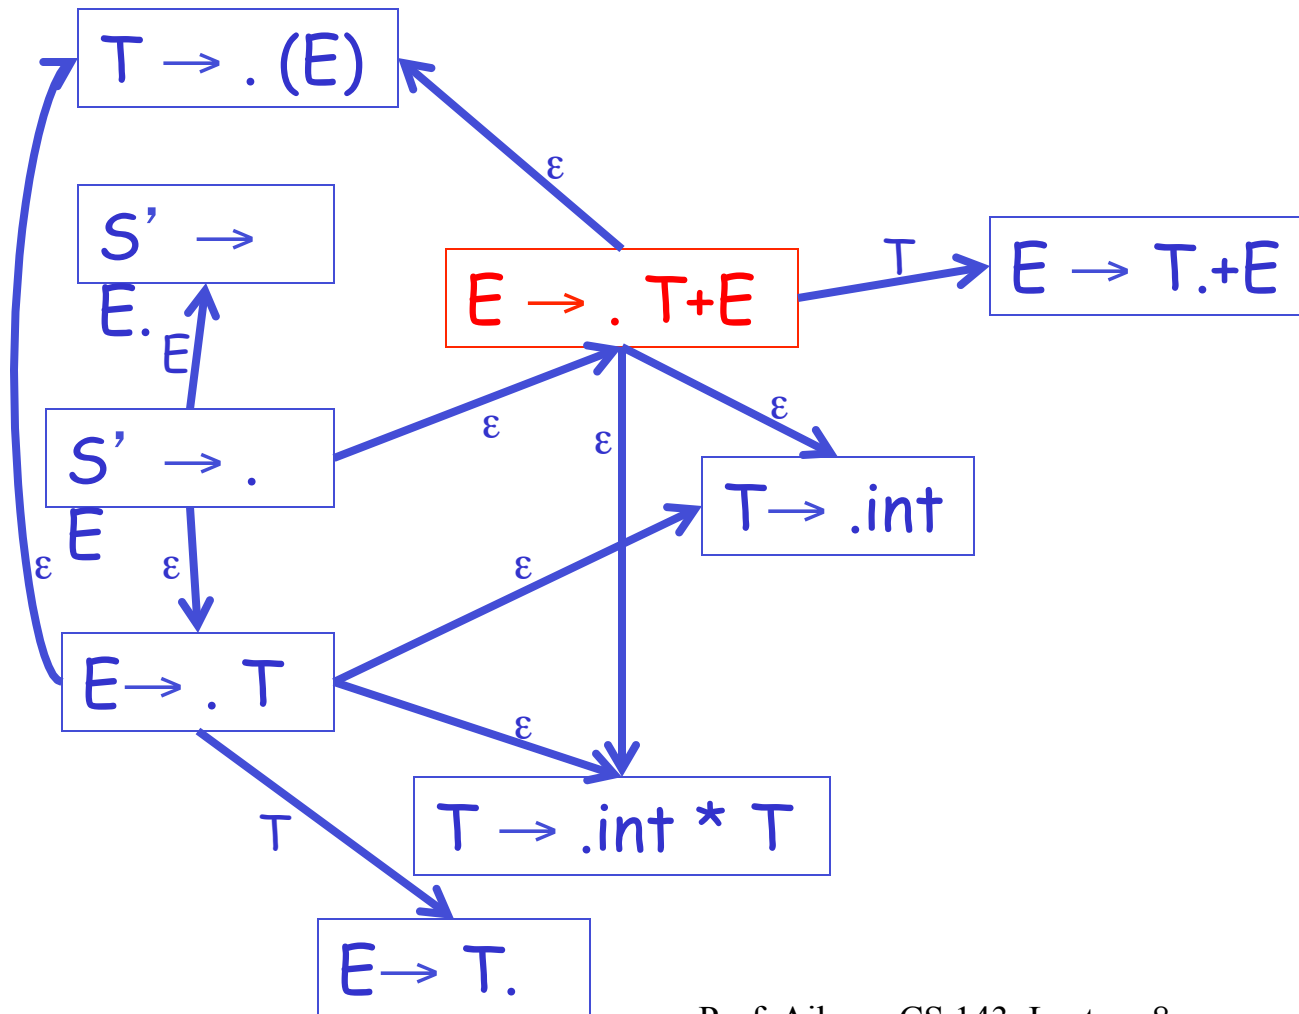 T → . (E)
ε
S’ →
E.
E
E → . T+E
T
E → T.+E
ε
ε
ε
S’ → .
E
T → .int
ε
ε
ε
E → . T
ε
T
T → .int * T
E → T.